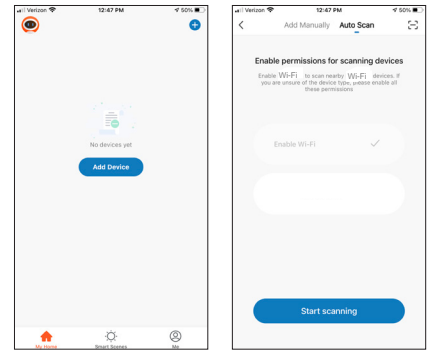 Verizon 12:47 PM 50%
No devices yet
Add Device
My Home Smart Scenes Me
Verizon 12:47 PM 50%
Add Manually Auto Scan
Enable permissions for scanning devices
Enable Wi-Fi to scan nearby Wi-Fi devices. If
you are unsure of the device type, please enable all
these permissions
Enable Wi-Fi
Start scanning